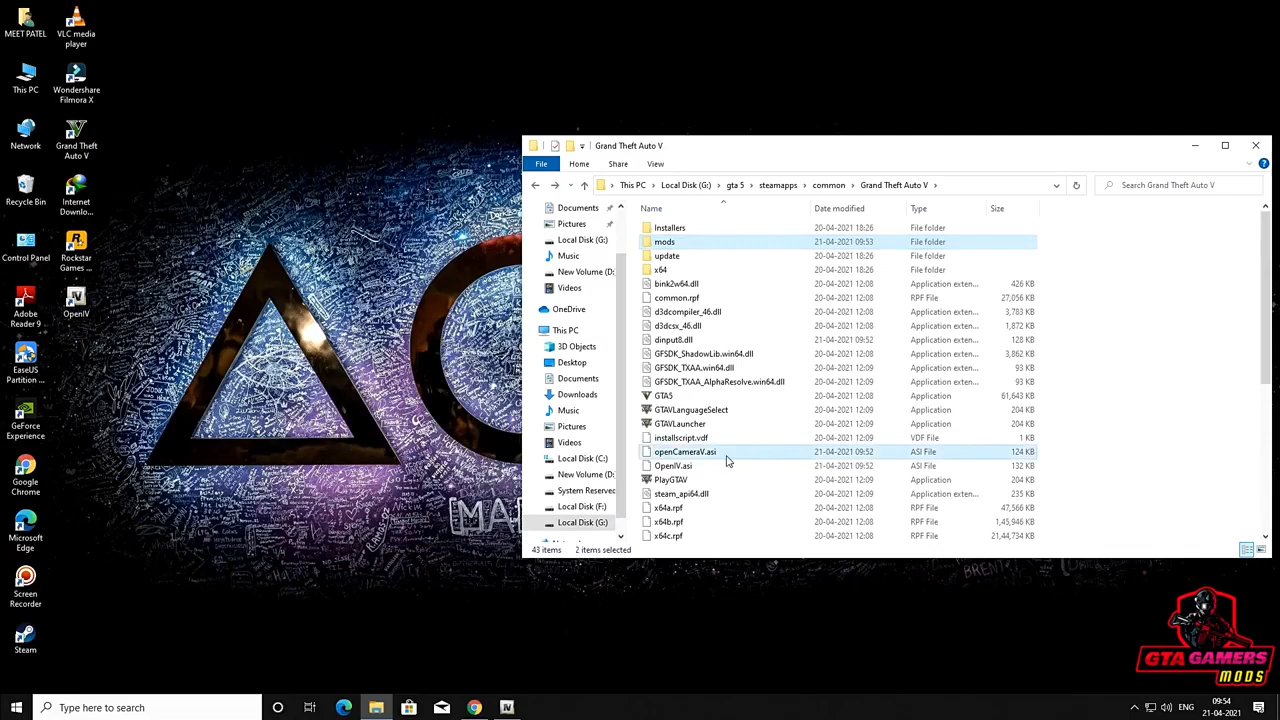 MEET PATEL
VLC media player
This PC
Wondershare Filmora X
Network
Grand Theft Auto V
Recycle Bin
Internet Downlo...
Control Panel
Rockstar Games ...
Adobe Reader 9
OpenIV
EaseUS Partition ...
GeForce Experience
Google Chrome
Microsoft Edge
Screen Recorder
Steam
Grand Theft Auto V
File Home Share View
This PC > Local Disk (G:) > gta 5 > steamapps > common > Grand Theft Auto V >
Search Grand Theft Auto V
Documents
Pictures
Local Disk (G:)
Music
New Volume (D:
Videos
OneDrive
This PC
3D Objects
Desktop
Documents
Downloads
Music
Pictures
Videos
Local Disk (C:)
New Volume (D:
System Reserved
Local Disk (F:)
Local Disk (G:)
Name Date modified Type Size
Installers 20-04-2021 18:26 File folder
mods 21-04-2021 09:53 File folder
update 20-04-2021 18:26 File folder
x64 20-04-2021 18:26 File folder
bink2w64.dll 20-04-2021 12:08 Application exten... 426 KB
common.rpf 20-04-2021 12:08 RPF File 27,056 KB
d3dcompiler_46.dll 20-04-2021 12:08 Application exten... 3,783 KB
d3dcsx_46.dll 20-04-2021 12:08 Application exten... 1,872 KB
dinput8.dll 21-04-2021 09:52 Application exten... 128 KB
GFSDK_ShadowLib.win64.dll 20-04-2021 12:08 Application exten... 3,862 KB
GFSDK_TXAA.win64.dll 20-04-2021 12:09 Application exten... 93 KB
GFSDK_TXAA_AlphaResolve.win64.dll 20-04-2021 12:09 Application exten... 93 KB
GTA5 20-04-2021 12:08 Application 61,643 KB
GTAVLanguageSelect 20-04-2021 12:09 Application 204 KB
GTAVLauncher 20-04-2021 12:09 Application 204 KB
installscript.vdf 20-04-2021 12:09 VDF File 1 KB
openCameraV.asi 21-04-2021 09:52 ASI File 124 KB
OpenIV.asi 21-04-2021 09:52 ASI File 132 KB
PlayGTAV 20-04-2021 12:09 Application 204 KB
steam_api64.dll 20-04-2021 12:09 Application exten... 235 KB
x64a.rpf 20-04-2021 12:08 RPF File 47,566 KB
x64b.rpf 20-04-2021 12:08 RPF File 1,45,946 KB
x64c.rpf 20-04-2021 12:08 RPF File 21,44,734 KB
43 items 2 items selected
GTA GAMERS
MODS
Type here to search
ENG
09:54
21-04-2021